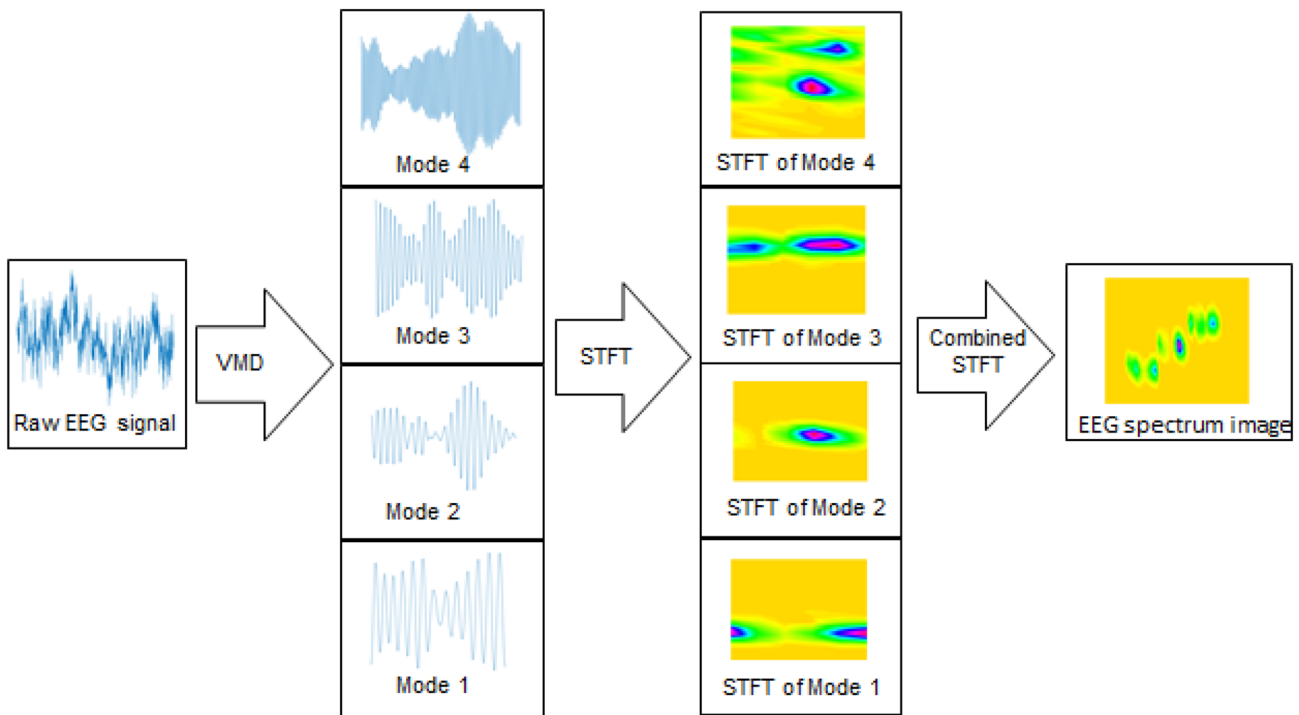 Raw EEG signal
VMD
Mode 4
Mode 3
Mode 2
Mode 1
STFT
STFT of Mode 4
STFT of Mode 3
STFT of Mode 2
STFT of Mode 1
Combined
STFT
EEG spectrum image